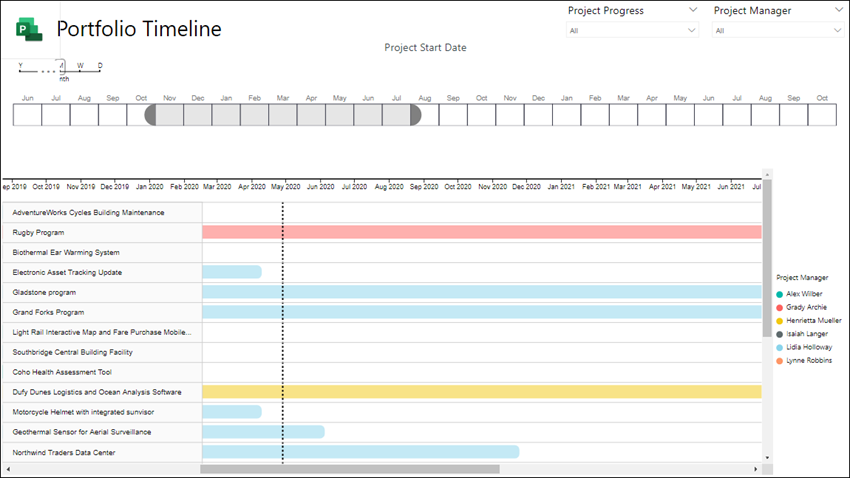 Portfolio Timeline
Project Progress
All
Project Manager
All
Project Start Date
Y M W D
nth
Jun Jul Aug Sep Oct Nov Dec Jan Feb Mar Apr May Jun Jul Aug Sep Oct Nov Dec Jan Feb Mar Apr May Jun Jul Aug Sep Oct
ep 2019 Oct 2019 Nov 2019 Dec 2019 Jan 2020 Feb 2020 Mar 2020 Apr 2020 May 2020 Jun 2020 Jul 2020 Aug 2020 Sep 2020 Oct 2020 Nov 2020 Dec 2020 Jan 2021 Feb 2021 Mar 2021 Apr 2021 May 2021 Jun 2021 Jul
AdventureWorks Cycles Building Maintenance
Rugby Program
Biothermal Ear Warming System
Electronic Asset Tracking Update
Gladstone program
Grand Forks Program
Light Rail Interactive Map and Fare Purchase Mobile...
Southbridge Central Building Facility
Coho Health Assessment Tool
Dufy Dunes Logistics and Ocean Analysis Software
Motorcycle Helmet with integrated sunvisor
Geothermal Sensor for Aerial Surveillance
Northwind Traders Data Center
Project Manager
Alex Wilber
Grady Archie
Henrietta Mueller
Isaiah Langer
Lidia Holloway
Lynne Robbins